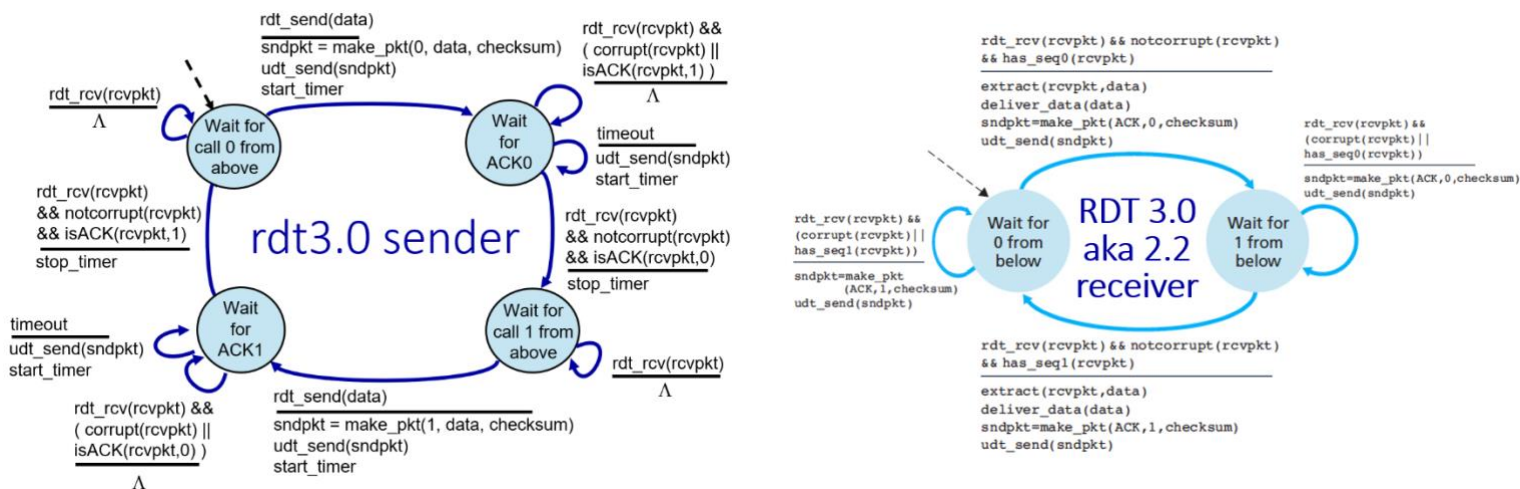 rdt_send(data)
sndpkt = make_pkt(0, data, checksum)
udt_send(sndpkt)
start_timer
rdt_rcv(rcvpkt) &&
( corrupt(rcvpkt) ||
isACK(rcvpkt,1) )
Λ
rdt_rcv(rcvpkt)
Λ
Wait for
call 0 from
above
Wait
for
ACK0
timeout
udt_send(sndpkt)
start_timer
rdt_rcv(rcvpkt)
&& notcorrupt(rcvpkt)
&& isACK(rcvpkt,1)
stop_timer
rdt3.0 sender
rdt_rcv(rcvpkt)
&& notcorrupt(rcvpkt)
&& isACK(rcvpkt,0)
stop_timer
timeout
udt_send(sndpkt)
start_timer
Wait
for
ACK1
Wait for
call 1 from
above
rdt_rcv(rcvpkt)
Λ
rdt_rcv(rcvpkt) &&
( corrupt(rcvpkt) ||
isACK(rcvpkt,0) )
Λ
rdt_send(data)
sndpkt = make_pkt(1, data, checksum)
udt_send(sndpkt)
start_timer
rdt_rcv(rcvpkt) && notcorrupt(rcvpkt)
&& has_seq0(rcvpkt)
extract(rcvpkt,data)
deliver_data(data)
sndpkt=make_pkt(ACK,0,checksum)
udt_send(sndpkt)
rdt_rcv(rcvpkt) &&
(corrupt(rcvpkt)||
has_seq0(rcvpkt))
sndpkt=make_pkt(ACK,0,checksum)
udt_send(sndpkt)
rdt_rcv(rcvpkt) &&
(corrupt(rcvpkt)||
has_seq1(rcvpkt))
sndpkt=make_pkt
(ACK,1,checksum)
udt_send(sndpkt)
Wait for
0 from
below
RDT 3.0
aka 2.2
receiver
Wait for
1 from
below
rdt_rcv(rcvpkt) && notcorrupt(rcvpkt)
&& has_seq1(rcvpkt)
extract(rcvpkt,data)
deliver_data(data)
sndpkt=make_pkt(ACK,1,checksum)
udt_send(sndpkt)